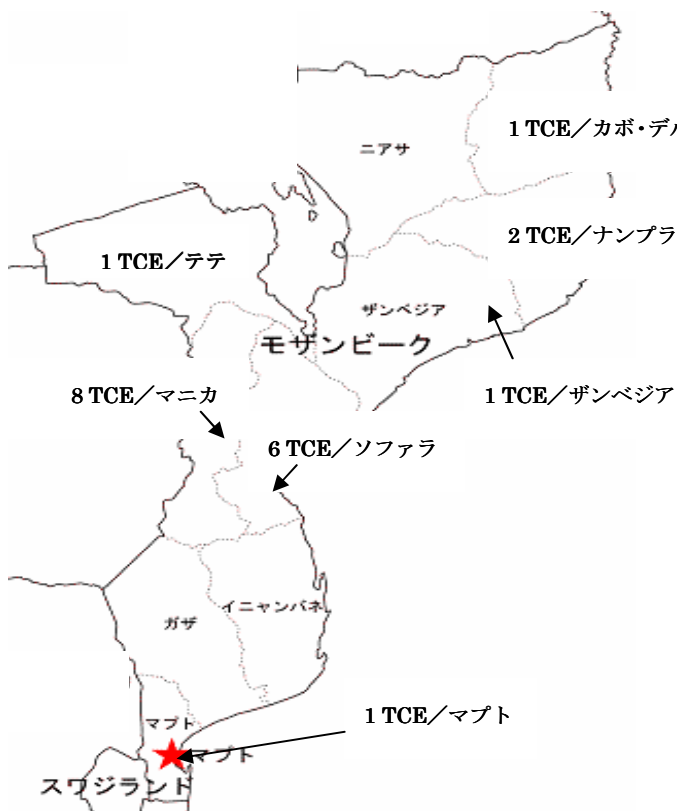 ニアサ
1 TCE／カボ・デ
1 TCE／テテ
2 TCE／ナンプラ
ザンベジア
モザンビーク
8 TCE／マニカ
1 TCE／ザンベジア
6 TCE／ソファラ
イニャンバネ
ガザ
1 TCE／マプト
マプト
マプト
スワジランド